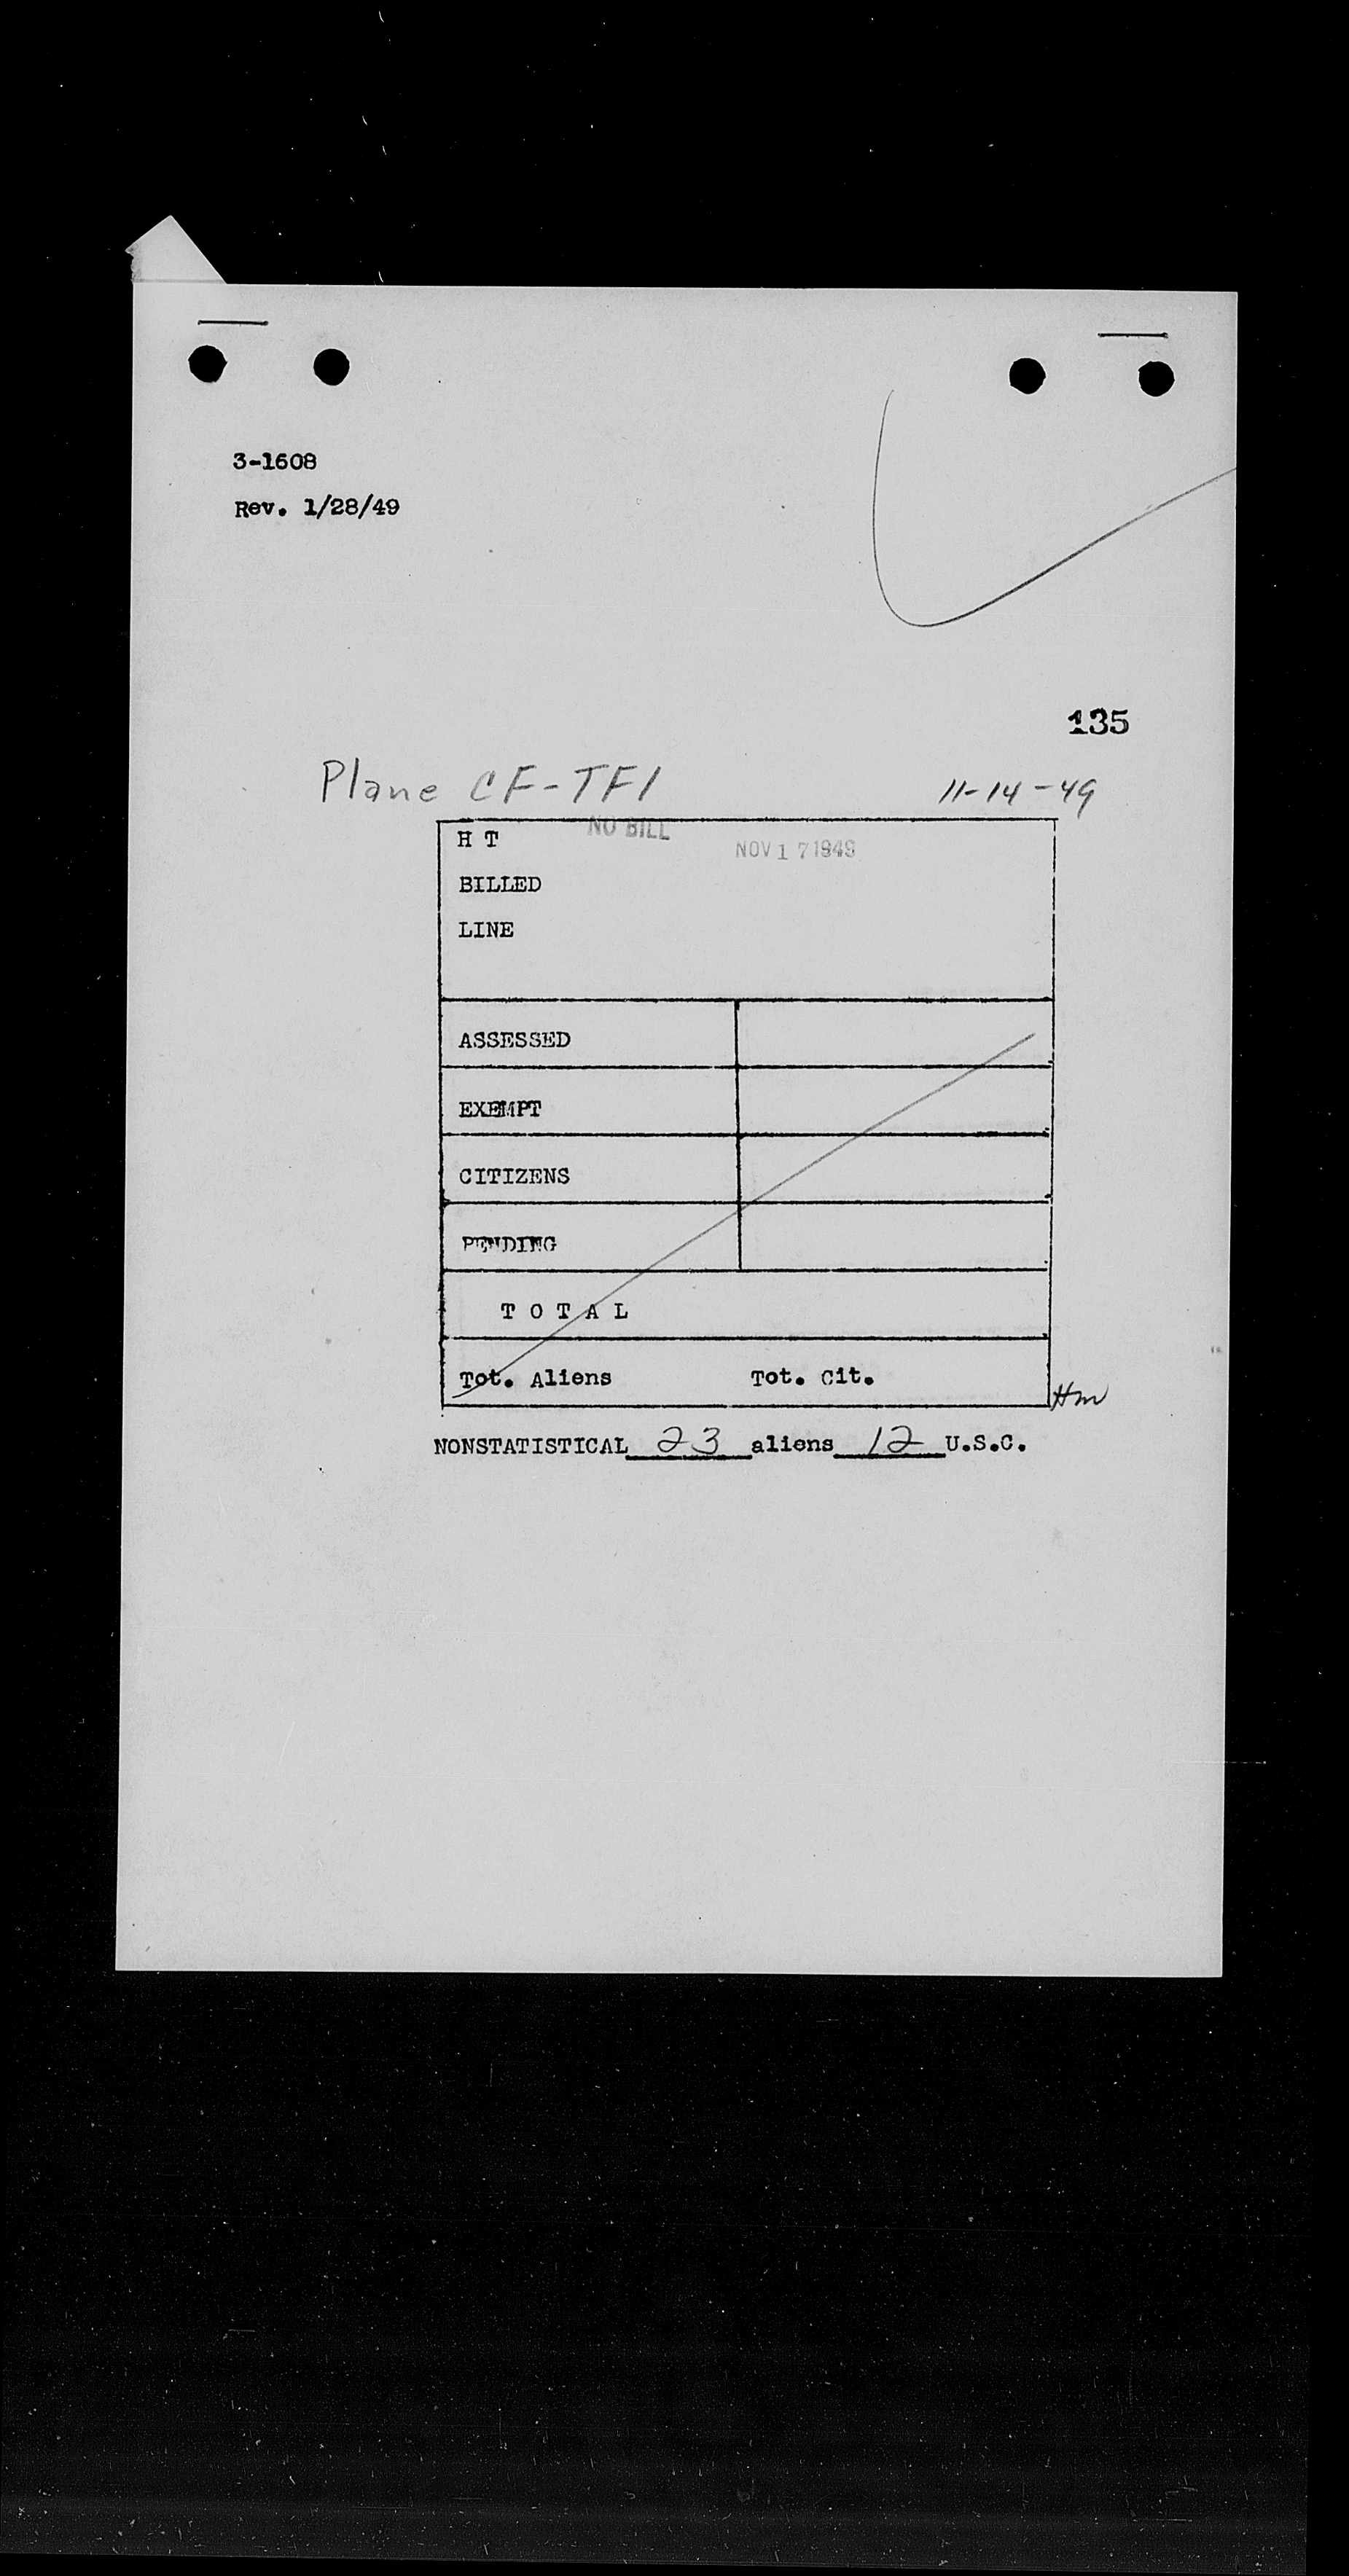 3-1608
Rev. 1/28/49
135
Plane CF-TFI 11-14-49
H T NO BILL NOV 17 1949
BILLED
LINE
ASSESSED
EXEMPT
CITIZENS
PENDING
T O T A L
Tot. Aliens Tot. Cit.
Hm
NONSTATISTICAL 23 aliens 12 U.S.C.